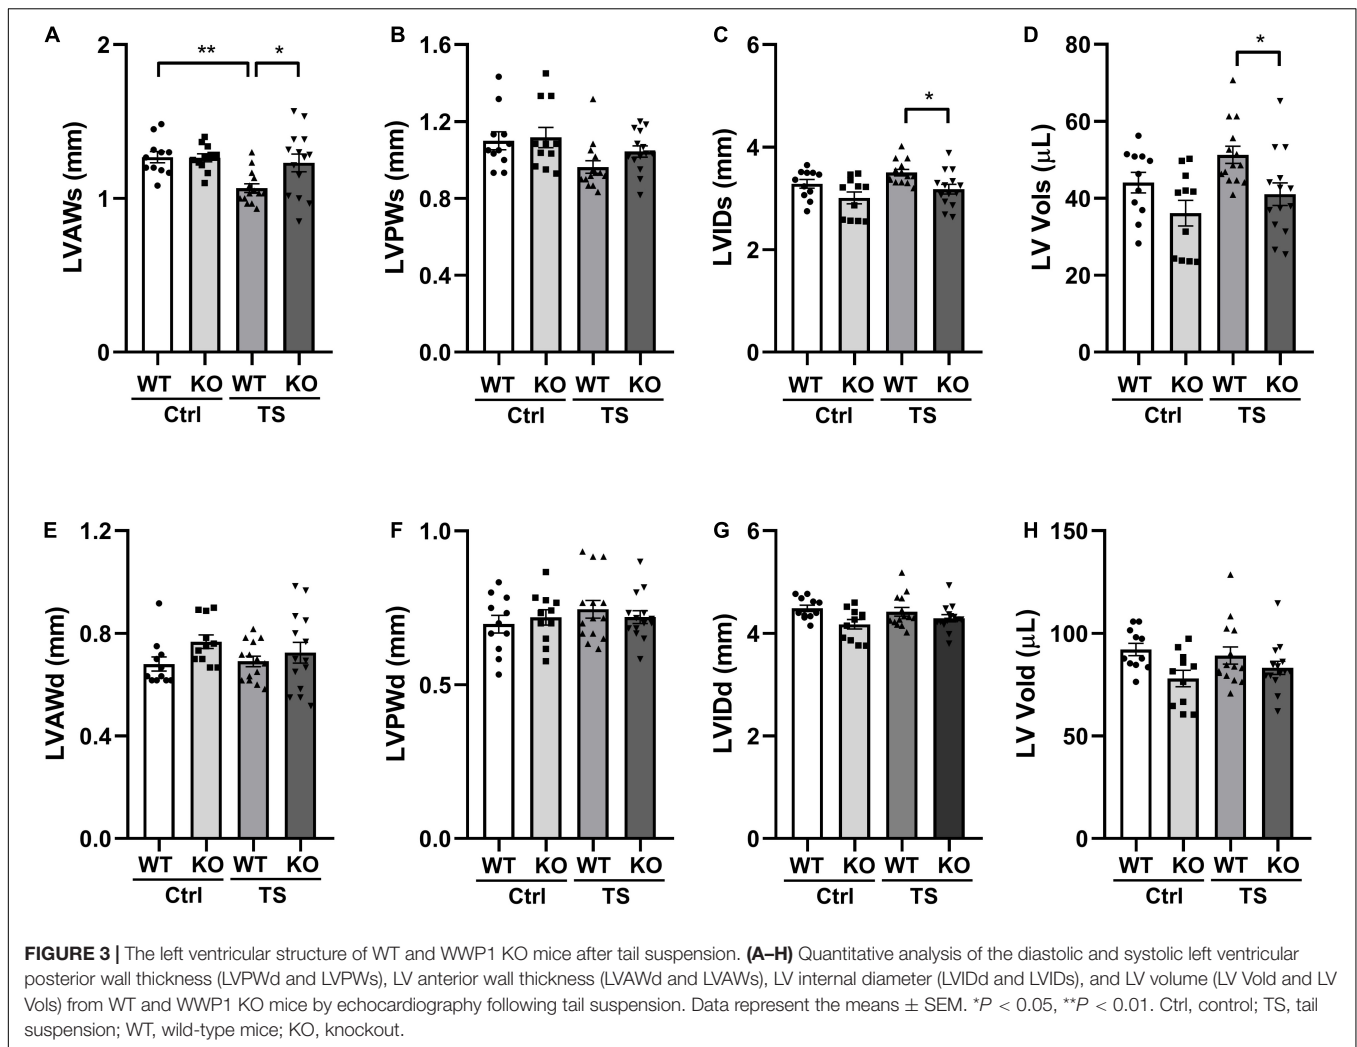 A
B
C
D
LVAWs (mm)
2
1
0
** *
WT KO WT KO
Ctrl TS
LVPWs (mm)
1.6
1.2
0.8
0.4
0.0
WT KO WT KO
Ctrl TS
LVIDs (mm)
6
4
2
0
*
WT KO WT KO
Ctrl TS
LV Vols (μL)
80
60
40
20
0
*
WT KO WT KO
Ctrl TS
E
F
G
H
LVAWd (mm)
1.2
0.8
0.4
0.0
WT KO WT KO
Ctrl TS
LVPWd (mm)
1.0
0.5
0.0
WT KO WT KO
Ctrl TS
LVIDd (mm)
6
4
2
0
WT KO WT KO
Ctrl TS
LV Vold (μL)
150
100
50
0
WT KO WT KO
Ctrl TS
FIGURE 3 | The left ventricular structure of WT and WWP1 KO mice after tail suspension. (A–H) Quantitative analysis of the diastolic and systolic left ventricular
posterior wall thickness (LVPWd and LVPWs), LV anterior wall thickness (LVAWd and LVAWs), LV internal diameter (LVIDd and LVIDs), and LV volume (LV Vold and LV
Vols) from WT and WWP1 KO mice by echocardiography following tail suspension. Data represent the means ± SEM. *P < 0.05, **P < 0.01. Ctrl, control; TS, tail
suspension; WT, wild-type mice; KO, knockout.